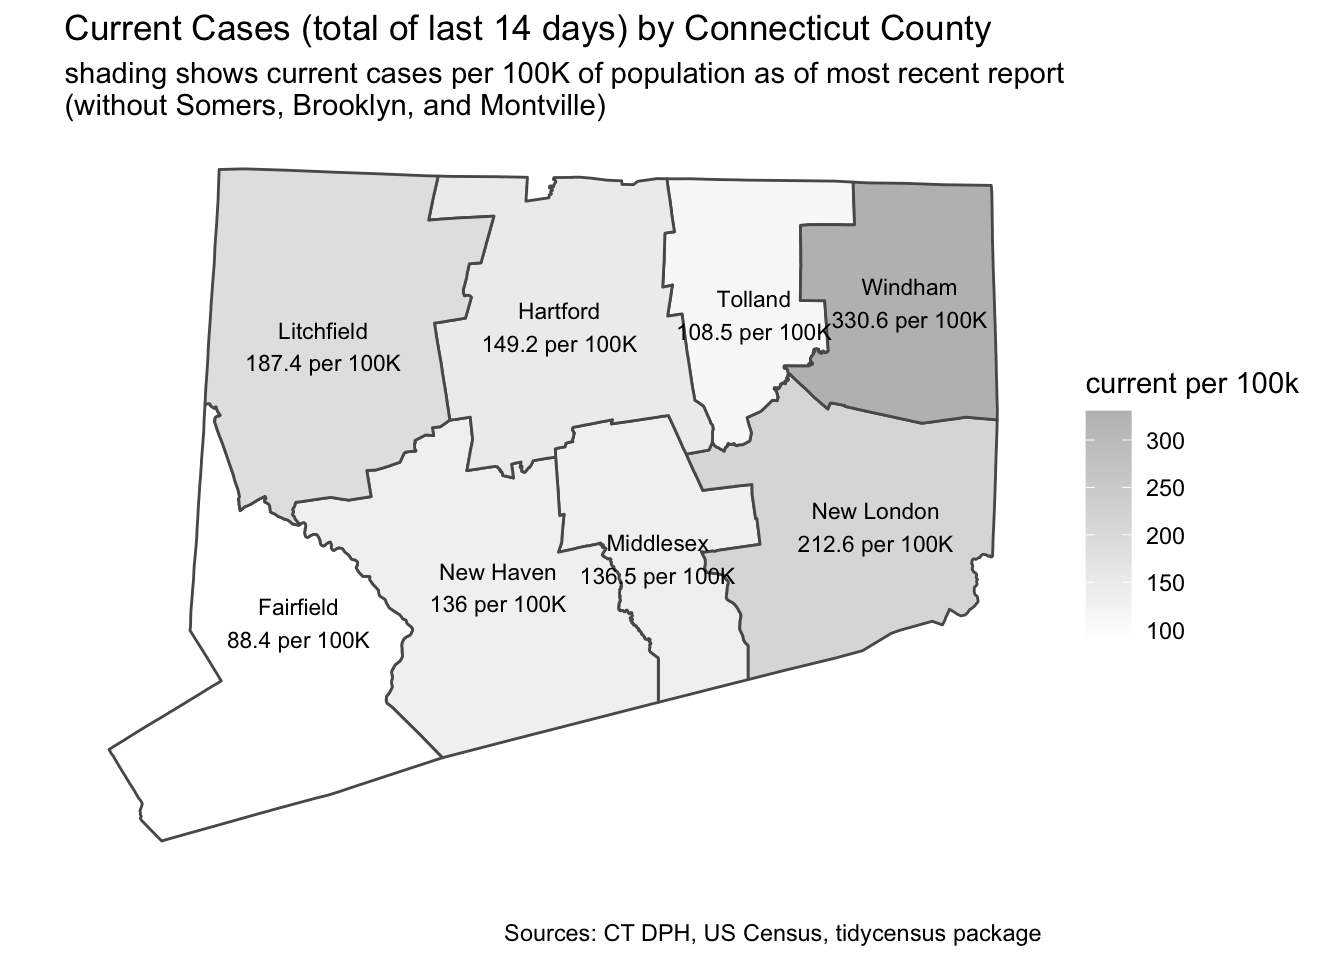 Current Cases (total of last 14 days) by Connecticut County
shading shows current cases per 100K of population as of most recent report
(without Somers, Brooklyn, and Montville)
Litchfield
187.4 per 100K
Hartford
149.2 per 100K
Tolland
108.5 per 100K
Windham
330.6 per 100K
Fairfield
88.4 per 100K
New Haven
136 per 100K
Middlesex
136.5 per 100K
New London
212.6 per 100K
current per 100k
300
250
200
150
100
Sources: CT DPH, US Census, tidycensus package